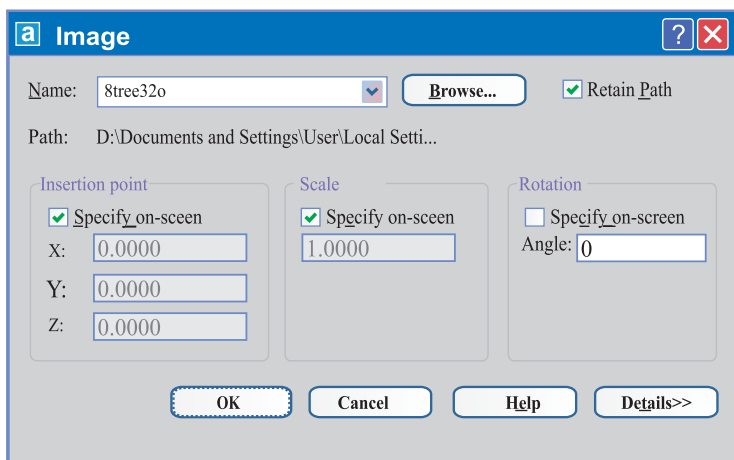 a Image ?
Name: 8tree32o Browse... Retain Path
Path: D:\Documents and Settings\User\Local Setti...
Insertion point Scale Rotation
Specify on-sceen Specify on-sceen Specify on-screen
X: 0.0000 1.0000 Angle: 0
Y: 0.0000
Z: 0.0000
OK Cancel Help Details>>